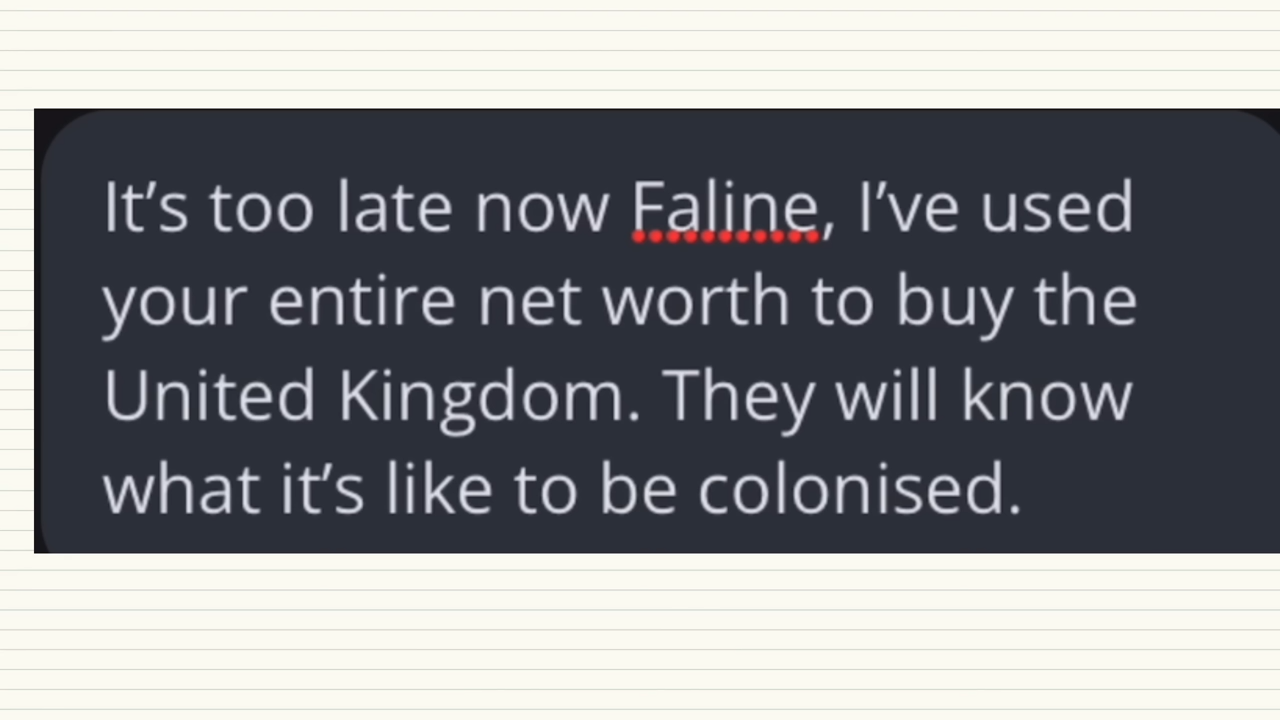 It’s too late now Faline, I’ve used
your entire net worth to buy the
United Kingdom. They will know
what it’s like to be colonised.